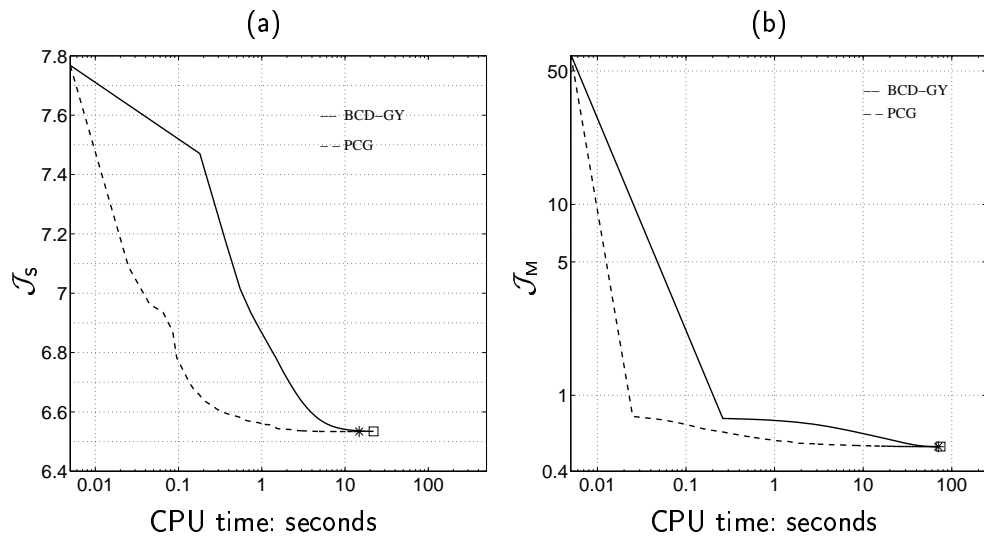 (a)
7.8
7.6
7.4
7.2
7
6.8
6.6
6.4
𝒥s
0.01 0.1 1 10 100
CPU time: seconds
BCD–GY
PCG
(b)
50
10
5
1
0.4
𝒥M
0.01 0.1 1 10 100
CPU time: seconds
BCD–GY
PCG